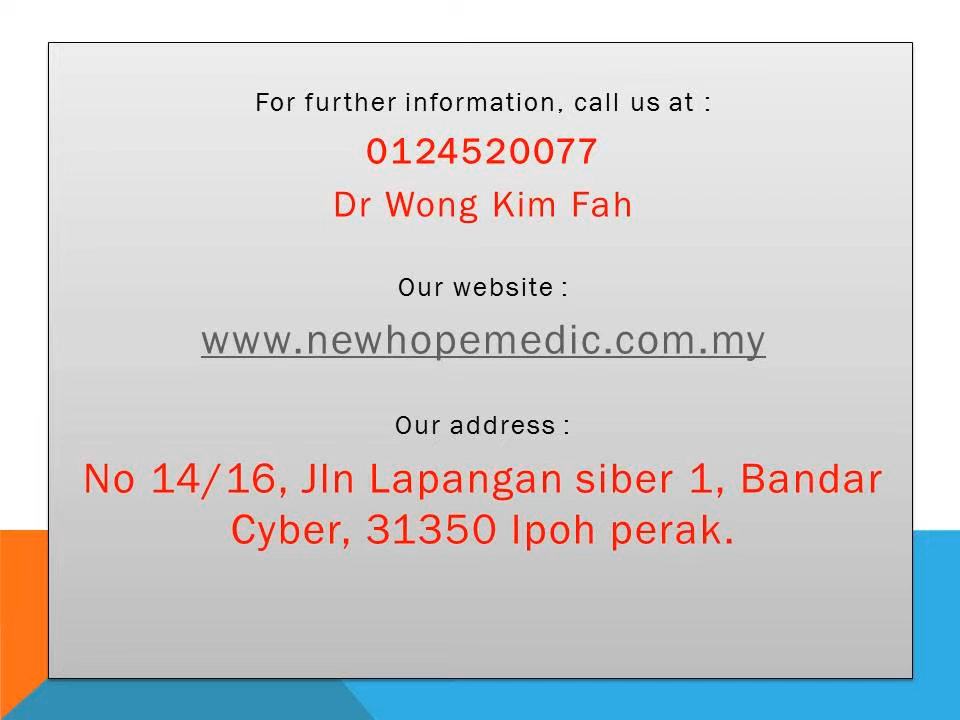 For further information, call us at :
0124520077
Dr Wong Kim Fah
Our website :
www.newhopemedic.com.my
Our address :
No 14/16, Jln Lapangan siber 1, Bandar
Cyber, 31350 Ipoh perak.